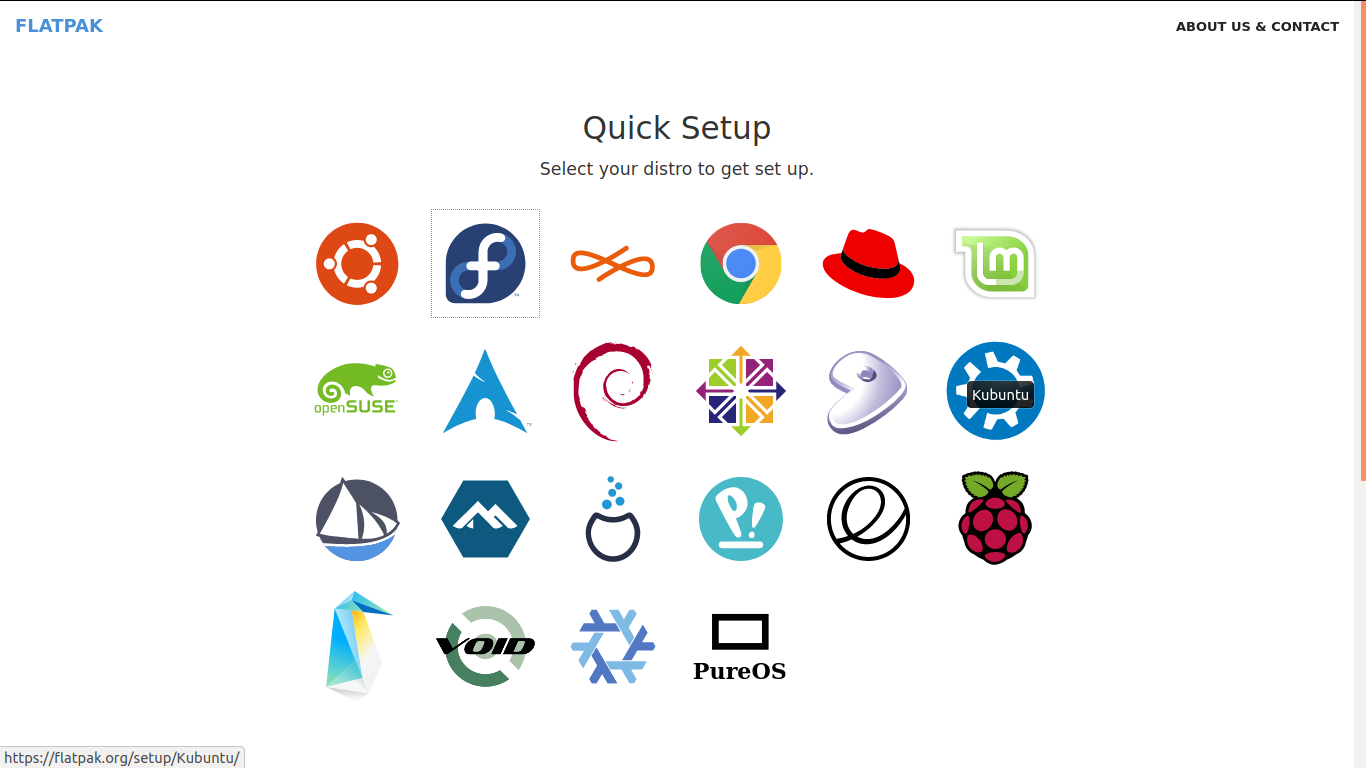 FLATPAK
ABOUT US & CONTACT
Quick Setup
Select your distro to get set up.
lm
openSUSE
Kubuntu
P!
VOID
PureOS
https://flatpak.org/setup/Kubuntu/